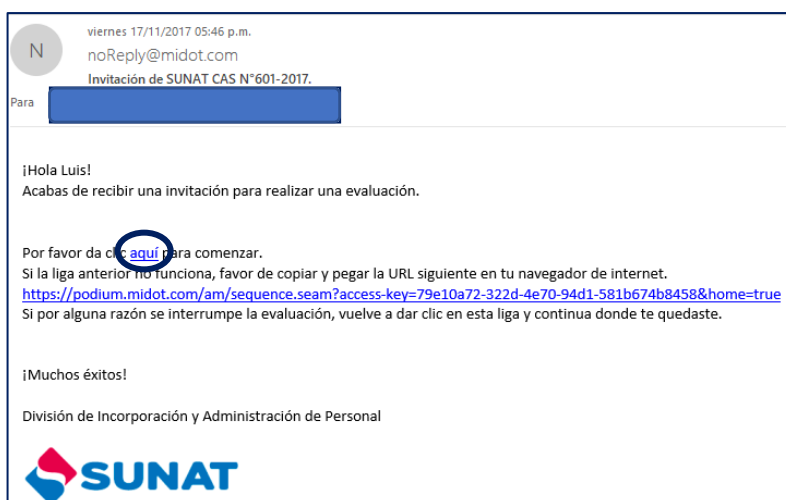 viernes 17/11/2017 05:46 p.m.
N
noReply@midot.com
Invitación de SUNAT CAS N°601-2017.
Para
¡Hola Luis!
Acabas de recibir una invitación para realizar una evaluación.
Por favor da clic aquí para comenzar.
Si la liga anterior no funciona, favor de copiar y pegar la URL siguiente en tu navegador de internet.
https://podium.midot.com/am/sequence.seam?access-key=79e10a72-322d-4e70-94d1-581b674b8458&home=true
Si por alguna razón se interrumpe la evaluación, vuelve a dar clic en esta liga y continua donde te quedaste.
¡Muchos éxitos!
División de Incorporación y Administración de Personal
SUNAT